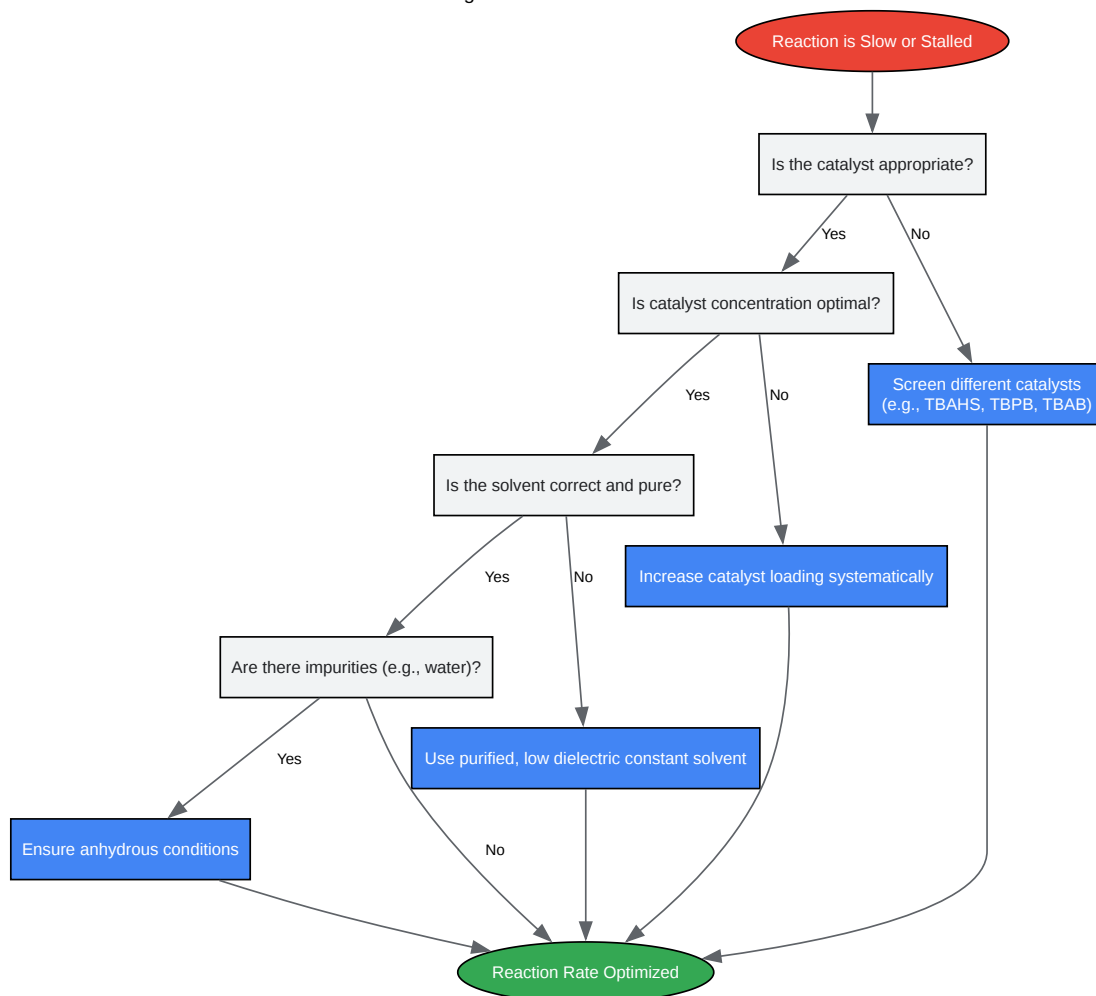 Reaction is Slow or Stalled
Is the catalyst appropriate?
Yes
No
Is catalyst concentration optimal?
Screen different catalysts
(e.g., TBAHS, TBPB, TBAB)
Yes
No
Is the solvent correct and pure?
Increase catalyst loading systematically
Yes
No
Are there impurities (e.g., water)?
Use purified, low dielectric constant solvent
Yes
Ensure anhydrous conditions
No
Reaction Rate Optimized